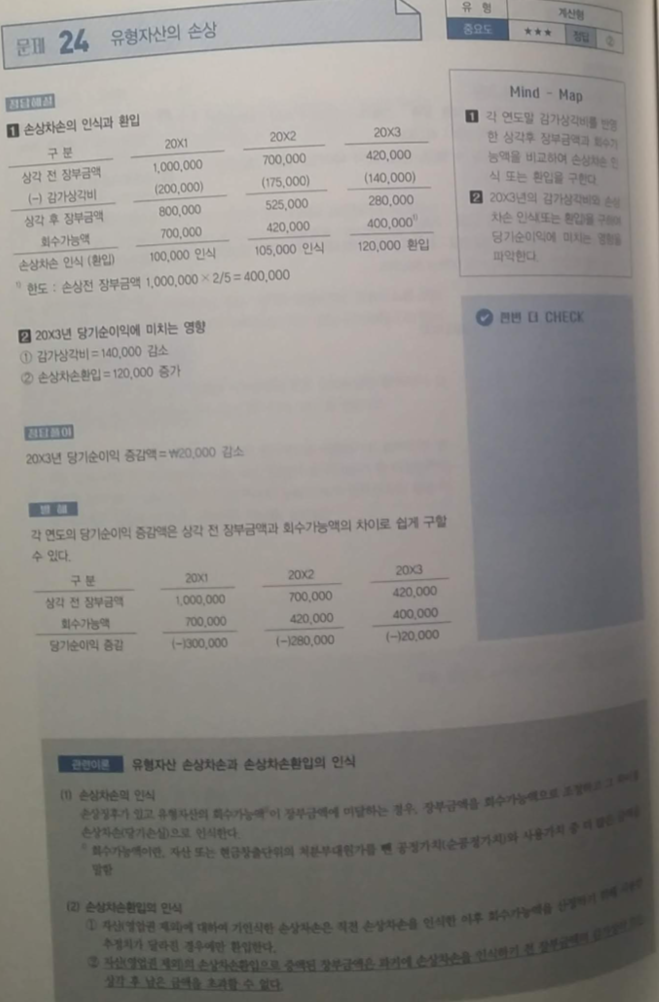 문제 24 유형자산의 손상
유 형 계산형
중요도 ★★★ 정답 ②
정답해설
1 손상차손의 인식과 환입
구 분 20X1 20X2 20X3
상각 전 장부금액 1,000,000 700,000 420,000
(-) 감가상각비 (200,000) (175,000) (140,000)
상각 후 장부금액 800,000 525,000 280,000
회수가능액 700,000 420,000 400,000¹⁾
손상차손 인식 (환입) 100,000 인식 105,000 인식 120,000 환입
¹⁾ 한도 : 손상전 장부금액 1,000,000 × 2/5 = 400,000
2 20X3년 당기순이익에 미치는 영향
① 감가상각비 = 140,000 감소
② 손상차손환입 = 120,000 증가
정답풀이
20X3년 당기순이익 증감액 = ₩20,000 감소
별 해
각 연도의 당기순이익 증감액은 상각 전 장부금액과 회수가능액의 차이로 쉽게 구할
수 있다.
구 분 20X1 20X2 20X3
상각 전 장부금액 1,000,000 700,000 420,000
회수가능액 700,000 420,000 400,000
당기순이익 증감 (-)300,000 (-)280,000 (-)20,000
Mind - Map
1 각 연도말 감가상각비를 반영
한 상각후 장부금액과 회수가
능액을 비교하여 손상차손 인
식 또는 환입을 구한다.
2 20X3년의 감가상각비와 손상
차손 인식또는 환입을 구하여
당기순이익에 미치는 영향을
파악한다.
한번 더 CHECK
관련이론 유형자산 손상차손과 손상차손환입의 인식
(1) 손상차손의 인식
손상징후가 있고 유형자산의 회수가능액¹⁾이 장부금액에 미달하는 경우, 장부금액을 회수가능액으로 조정하고 그
손상차손(당기손실)으로 인식한다.
¹⁾ 회수가능액이란, 자산 또는 현금창출단위의 처분부대원가를 뺀 공정가치(순공정가치)와 사용가치 중 더 많은 금액을
말함
(2) 손상차손환입의 인식
① 자산(영업권 제외)에 대하여 기인식한 손상차손은 직전 손상차손을 인식한 이후 회수가능액을 산정하기 위해
추정치가 달라진 경우에만 환입한다.
② 자산(영업권 제외)의 손상차손환입으로 증액된 장부금액은 과거에 손상차손을 인식하기 전 장부금액의
상각 후 남은 금액을 초과할 수 없다.